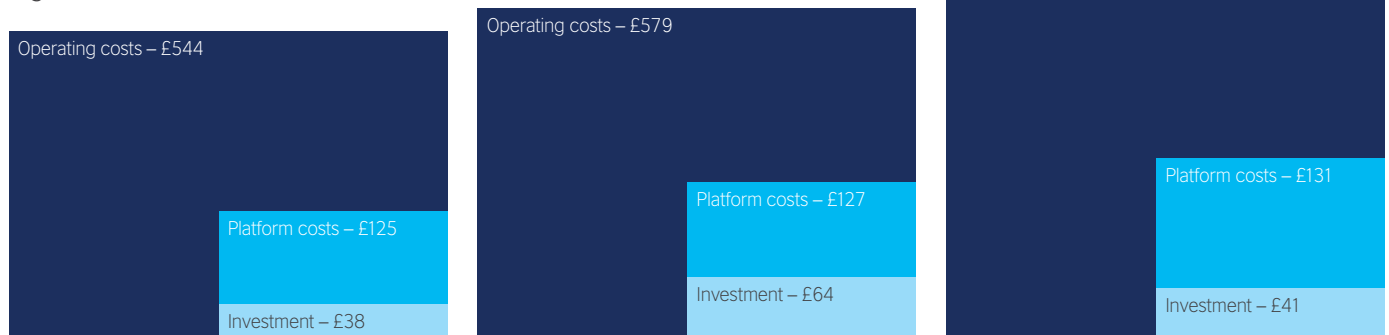 Operating costs – £544
Platform costs – £125
Investment – £38
Operating costs – £579
Platform costs – £127
Investment – £64
Platform costs – £131
Investment – £41